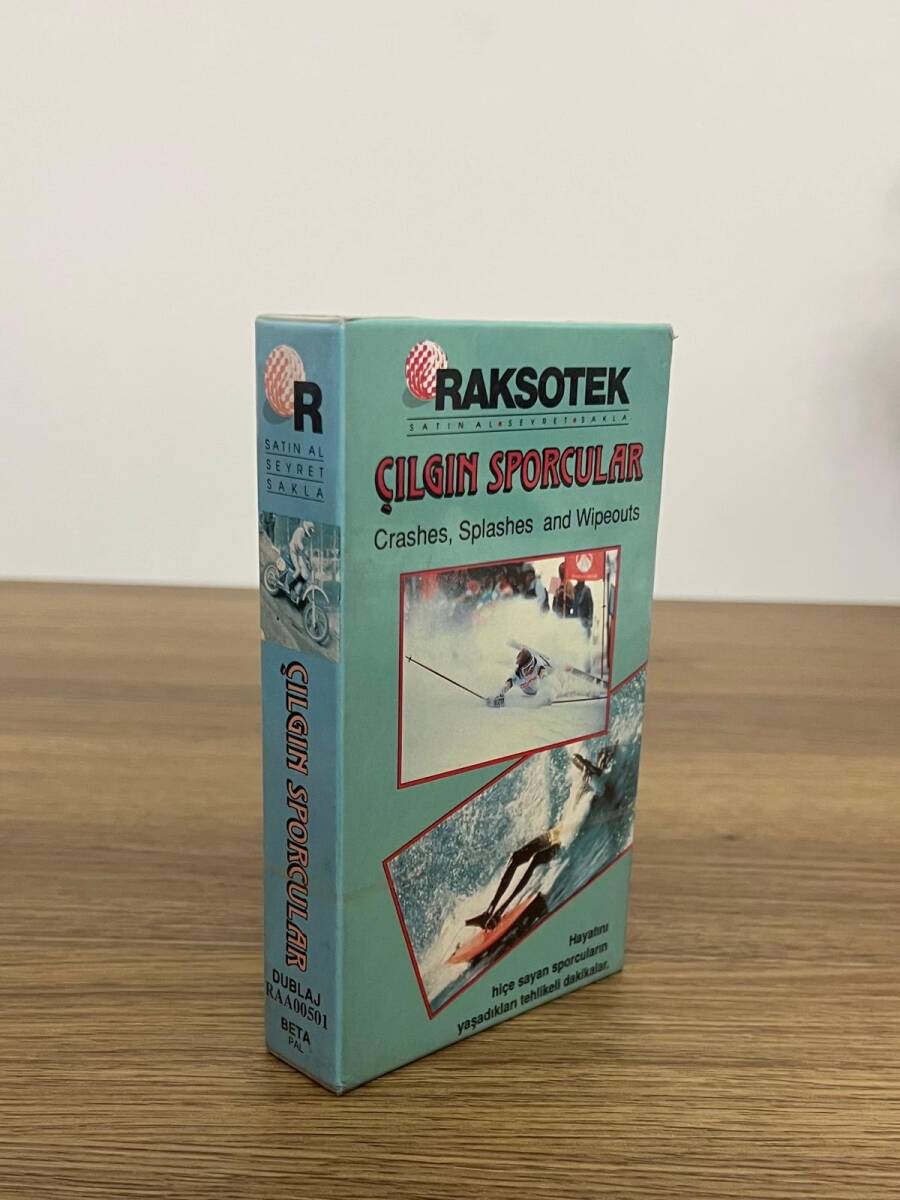 R
SATIN AL
SEYRET
SAKLA
ÇILGIN SPORCULAR
DUBLAJ
RAA00501
BETA
PAL
RAKSOTEK
SATIN AL • SEYRET • SAKLA
ÇILGIN SPORCULAR
Crashes, Splashes and Wipeouts
Hayatını
hiçe sayan sporcuların
yaşadıkları tehlikeli dakikalar.